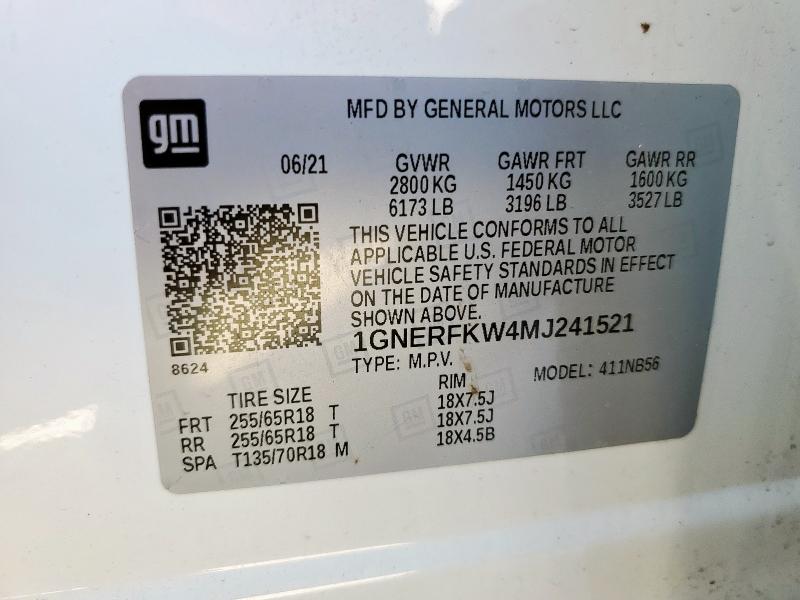 gm
MFD BY GENERAL MOTORS LLC
06/21 GVWR GAWR FRT GAWR RR
2800 KG 1450 KG 1600 KG
6173 LB 3196 LB 3527 LB
THIS VEHICLE CONFORMS TO ALL
APPLICABLE U.S. FEDERAL MOTOR
VEHICLE SAFETY STANDARDS IN EFFECT
ON THE DATE OF MANUFACTURE
SHOWN ABOVE.
1GNERFKW4MJ241521
8624
TYPE: M.P.V. MODEL: 411NB56
TIRE SIZE RIM
FRT 255/65R18 T 18X7.5J
RR 255/65R18 T 18X7.5J
SPA T135/70R18 M 18X4.5B